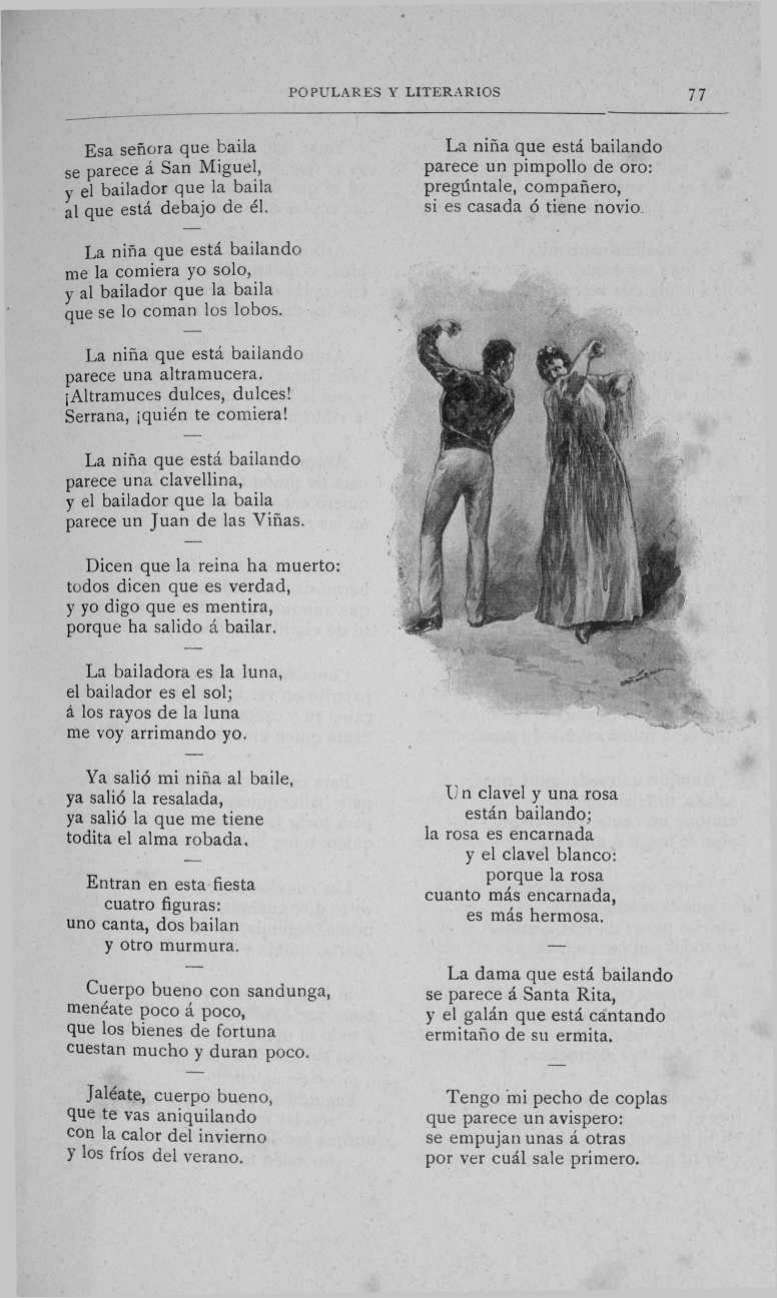 POPULARES Y LITERARIOS
77
Esa señora que baila
se parece á San Miguel,
y el bailador que la baila
al que está debajo de él.
La niña que está bailando
me la comiera yo solo,
y al bailador que la baila
que se lo coman los lobos.
La niña que está bailando
parece una altramucera.
¡Altramuces dulces, dulces!
Serrana, ¡quién te comiera!
La niña que está bailando
parece una clavellina,
y el bailador que la baila
parece un Juan de las Viñas.
Dicen que la reina ha muerto:
todos dicen que es verdad,
y yo digo que es mentira,
porque ha salido á bailar.
La bailadora es la luna,
el bailador es el sol;
á los rayos de la luna
me voy arrimando yo.
Ya salió mi niña al baile,
ya salió la resalada,
ya salió la que me tiene
todita el alma robada.
Entran en esta fiesta
cuatro figuras:
uno canta, dos bailan
y otro murmura.
Cuerpo bueno con sandunga,
menéate poco á poco,
que los bienes de fortuna
cuestan mucho y duran poco.
Jaléate, cuerpo bueno,
que te vas aniquilando
con la calor del invierno
y los fríos del verano.
La niña que está bailando
parece un pimpollo de oro:
pregúntale, compañero,
si es casada ó tiene novio.
Un clavel y una rosa
están bailando;
la rosa es encarnada
y el clavel blanco:
porque la rosa
cuanto más encarnada,
es más hermosa.
La dama que está bailando
se parece á Santa Rita,
y el galán que está cantando
ermitaño de su ermita.
Tengo mi pecho de coplas
que parece un avispero:
se empujan unas á otras
por ver cuál sale primero.